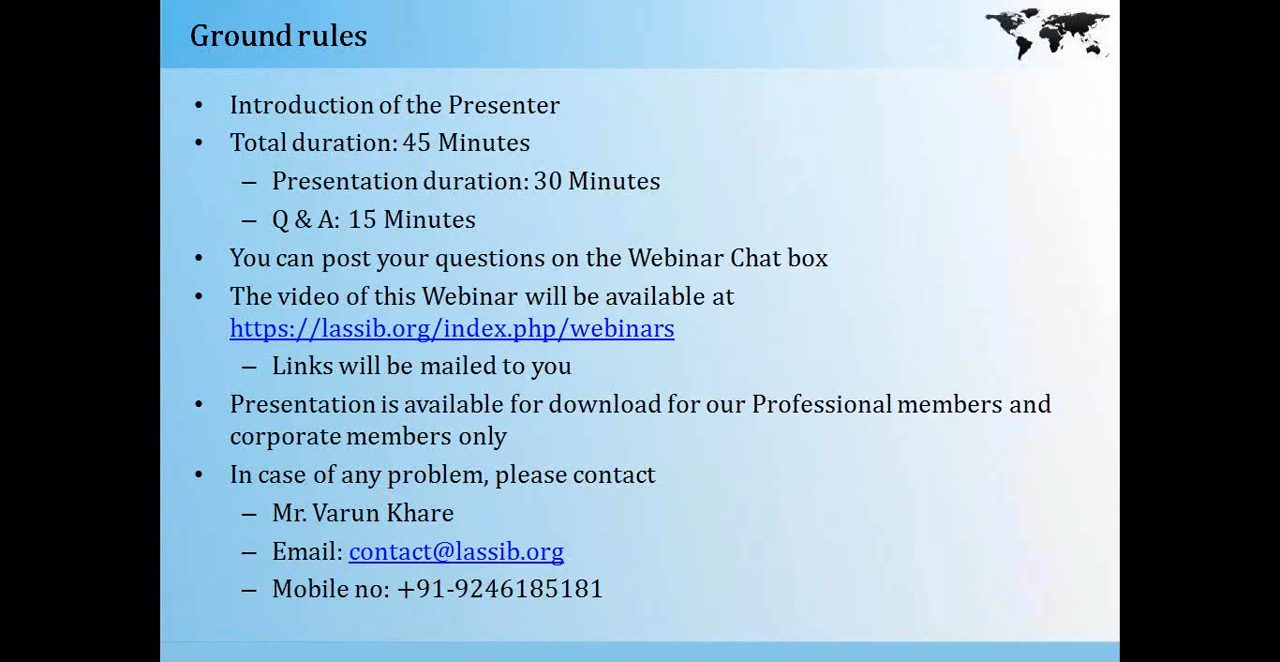 Ground rules
• Introduction of the Presenter
• Total duration: 45 Minutes
– Presentation duration: 30 Minutes
– Q & A: 15 Minutes
• You can post your questions on the Webinar Chat box
• The video of this Webinar will be available at
https://lassib.org/index.php/webinars
– Links will be mailed to you
• Presentation is available for download for our Professional members and
corporate members only
• In case of any problem, please contact
– Mr. Varun Khare
– Email: contact@lassib.org
– Mobile no: +91-9246185181